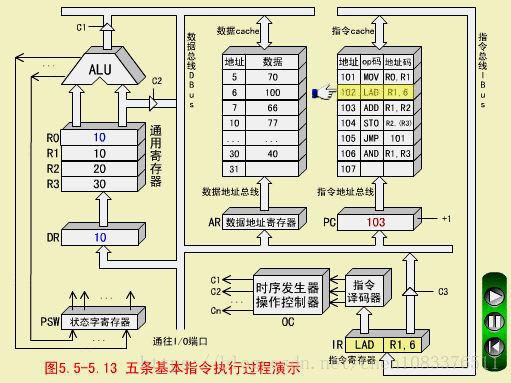 C1
数据总线DBus
数据cache
指令cache
指令总线IBus
...
...
ALU
C2
地址 数据
5 70
6 100
7 66
10 77
...
30 40
31
地址 op码 地址码
101 MOV R0, R1
102 LAD R1, 6
103 ADD R1, R2
104 STO R2, (R3)
105 JMP 101
106 AND R1, R3
107
R0 10
R1 10
R2 20
R3 30
通用寄存器
数据地址总线
指令地址总线
AR 数据地址寄存器
PC 103
+1
DR 10
C1
C2
...
Cn
时序发生器
操作控制器
OC
指令译码器
C3
...
PSW 状态字寄存器
...
通往I/O端口
IR LAD R1, 6
指令寄存器
图5.5-5.13 五条基本指令执行过程演示